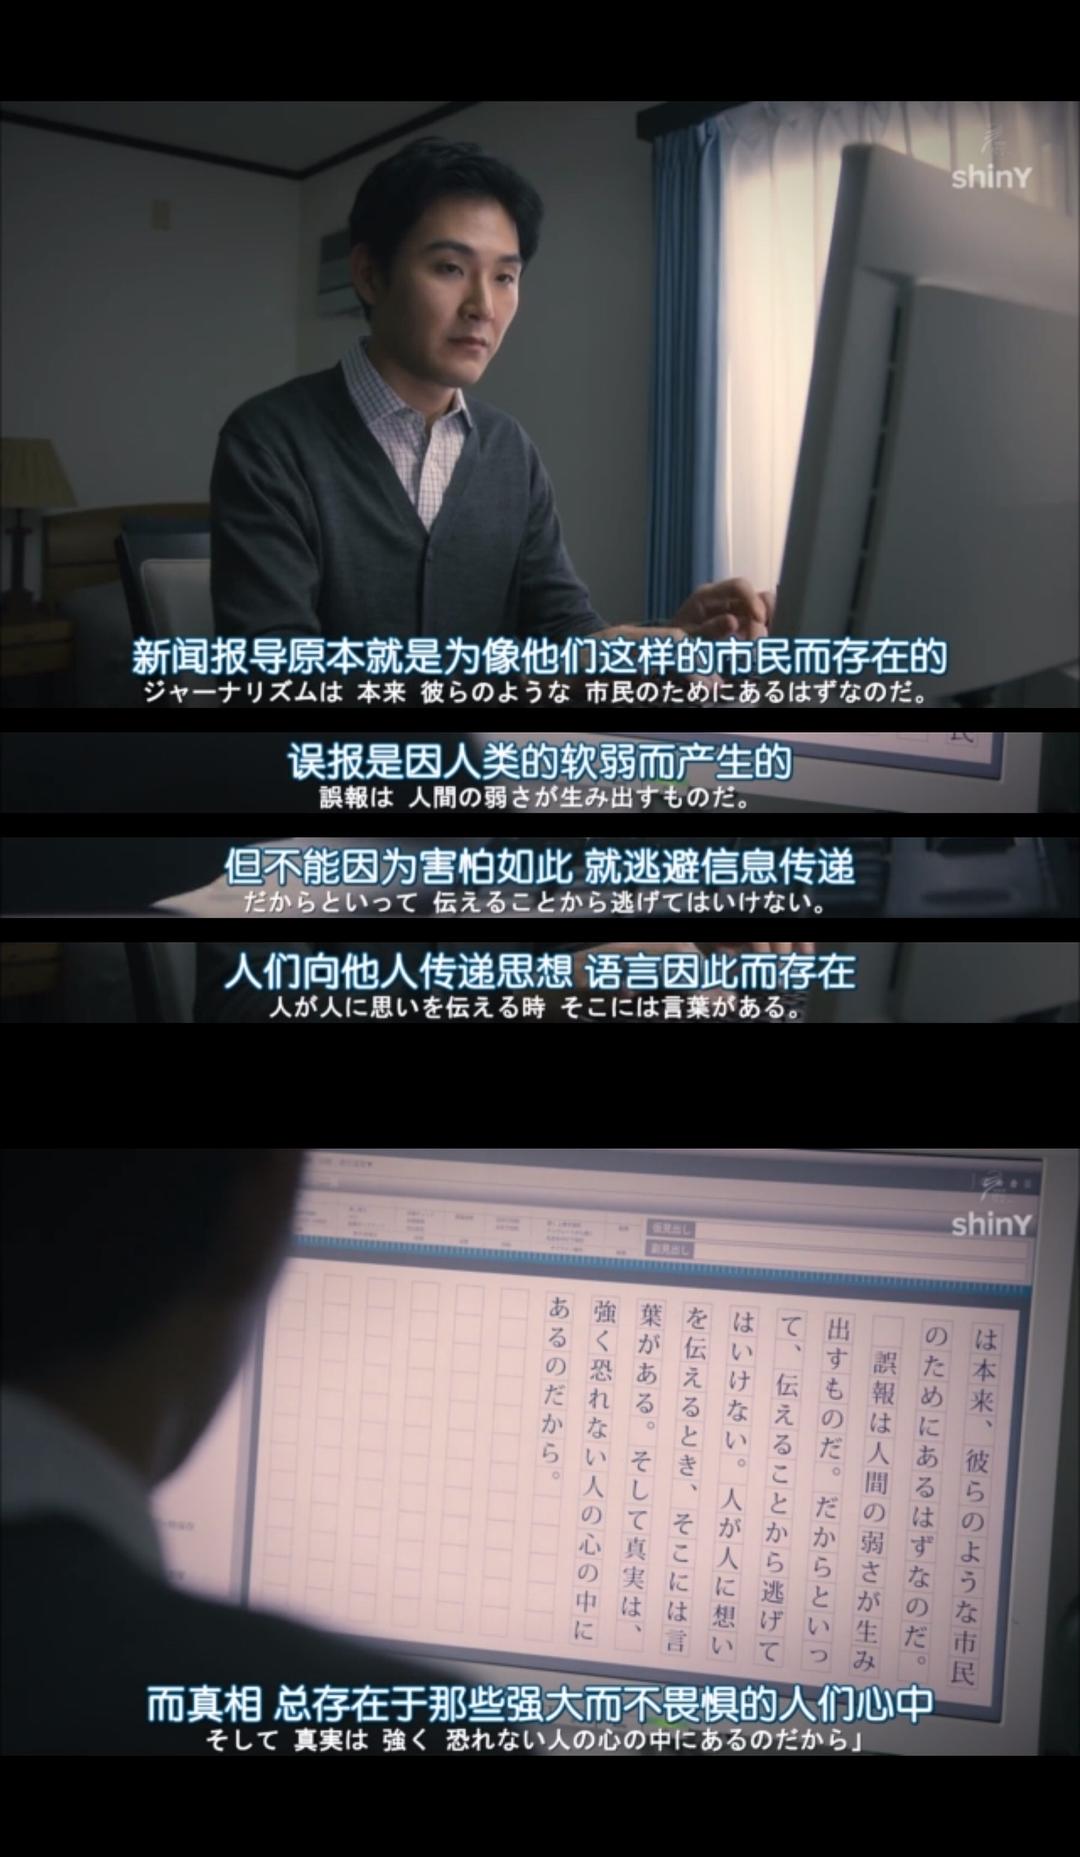 shinY
新闻报导原本就是为像他们这样的市民而存在的
ジャーナリズムは 本来 彼らのような 市民のためにあるはずなのだ。
民
误报是因人类的软弱而产生的
誤報は 人間の弱さが生み出すものだ。
但不能因为害怕如此 就逃避信息传递
だからといって 伝えることから逃げてはいけない。
人们向他人传递思想 语言因此而存在
人が人に思いを伝える時 そこには言葉がある。
shinY
仮見出し
副見出し
は本来、彼らのような市民
のためにあるはずなのだ。
誤報は人間の弱さが生み
出すものだ。だからといっ
て、伝えることから逃げて
はいけない。人が人に想い
を伝えるとき、そこには言
葉がある。そして真実は、
強く恐れない人の心の中に
あるのだから。
而真相 总存在于那些强大而不畏惧的人们心中
そして 真実は 強く 恐れない人の心の中にあるのだから」